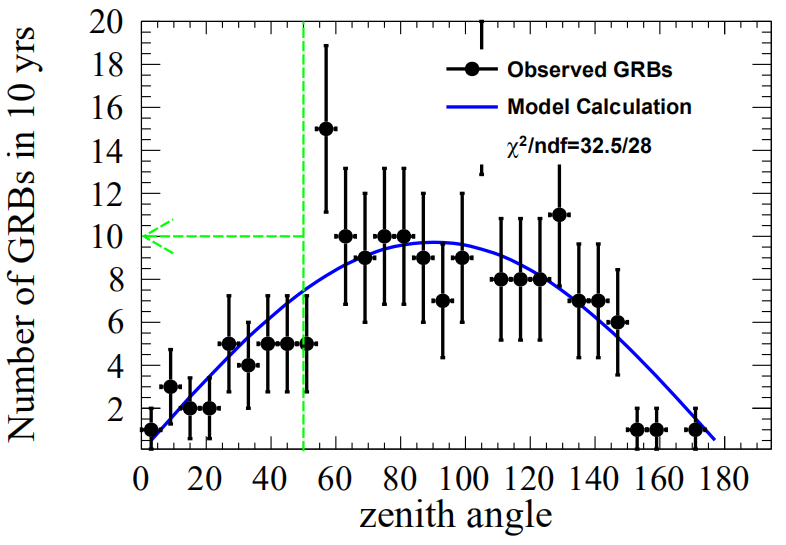 Number of GRBs in 10 yrs
20
18
16
14
12
10
8
6
4
2
Observed GRBs
Model Calculation
χ²/ndf=32.5/28
0 20 40 60 80 100 120 140 160 180
zenith angle